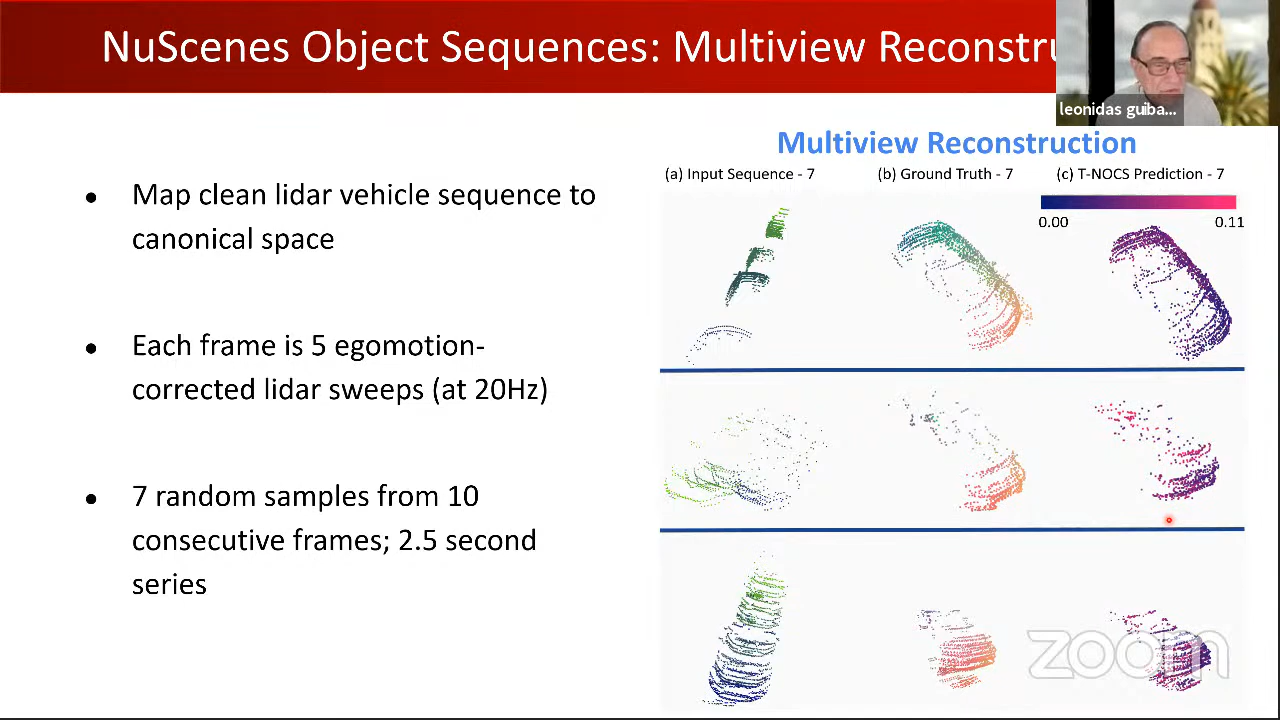 NuScenes Object Sequences: Multiview Reconstru
leonidas guiba...
Multiview Reconstruction
(a) Input Sequence - 7
(b) Ground Truth - 7
(c) T-NOCS Prediction - 7
0.00
0.11
• Map clean lidar vehicle sequence to
canonical space
• Each frame is 5 egomotion-
corrected lidar sweeps (at 20Hz)
• 7 random samples from 10
consecutive frames; 2.5 second
series
zoom